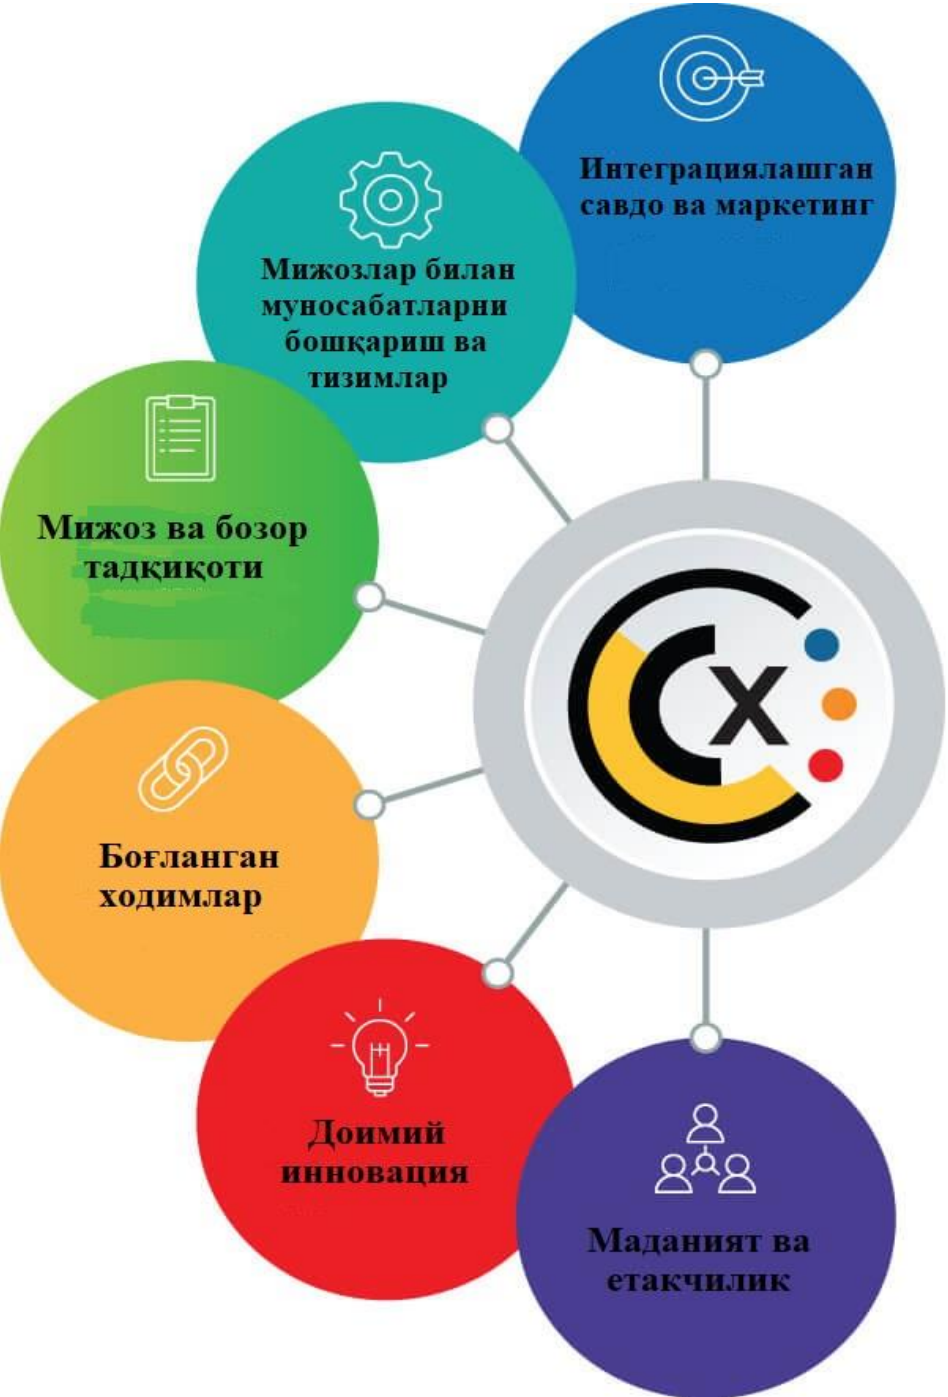 Интеграциялашган
савдо ва маркетинг
Мижозлар билан
муносабатларни
бошқариш ва
тизимлар
Мижоз ва бозор
тадқиқоти
Боғланган
ходимлар
Доимий
инновация
Маданият ва
етакчилик
CCX